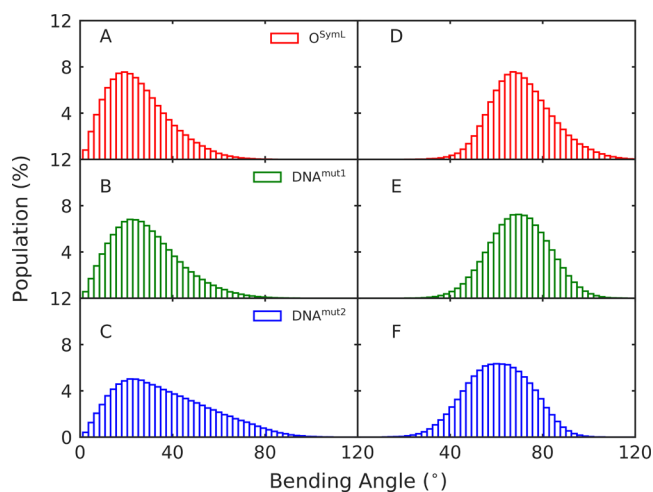 12
A
O^SymL
D
8
4
12
B
DNA^mut1
E
8
4
12
C
DNA^mut2
F
8
4
0
0 40 80 120 40 80 120
Population (%)
Bending Angle (°)